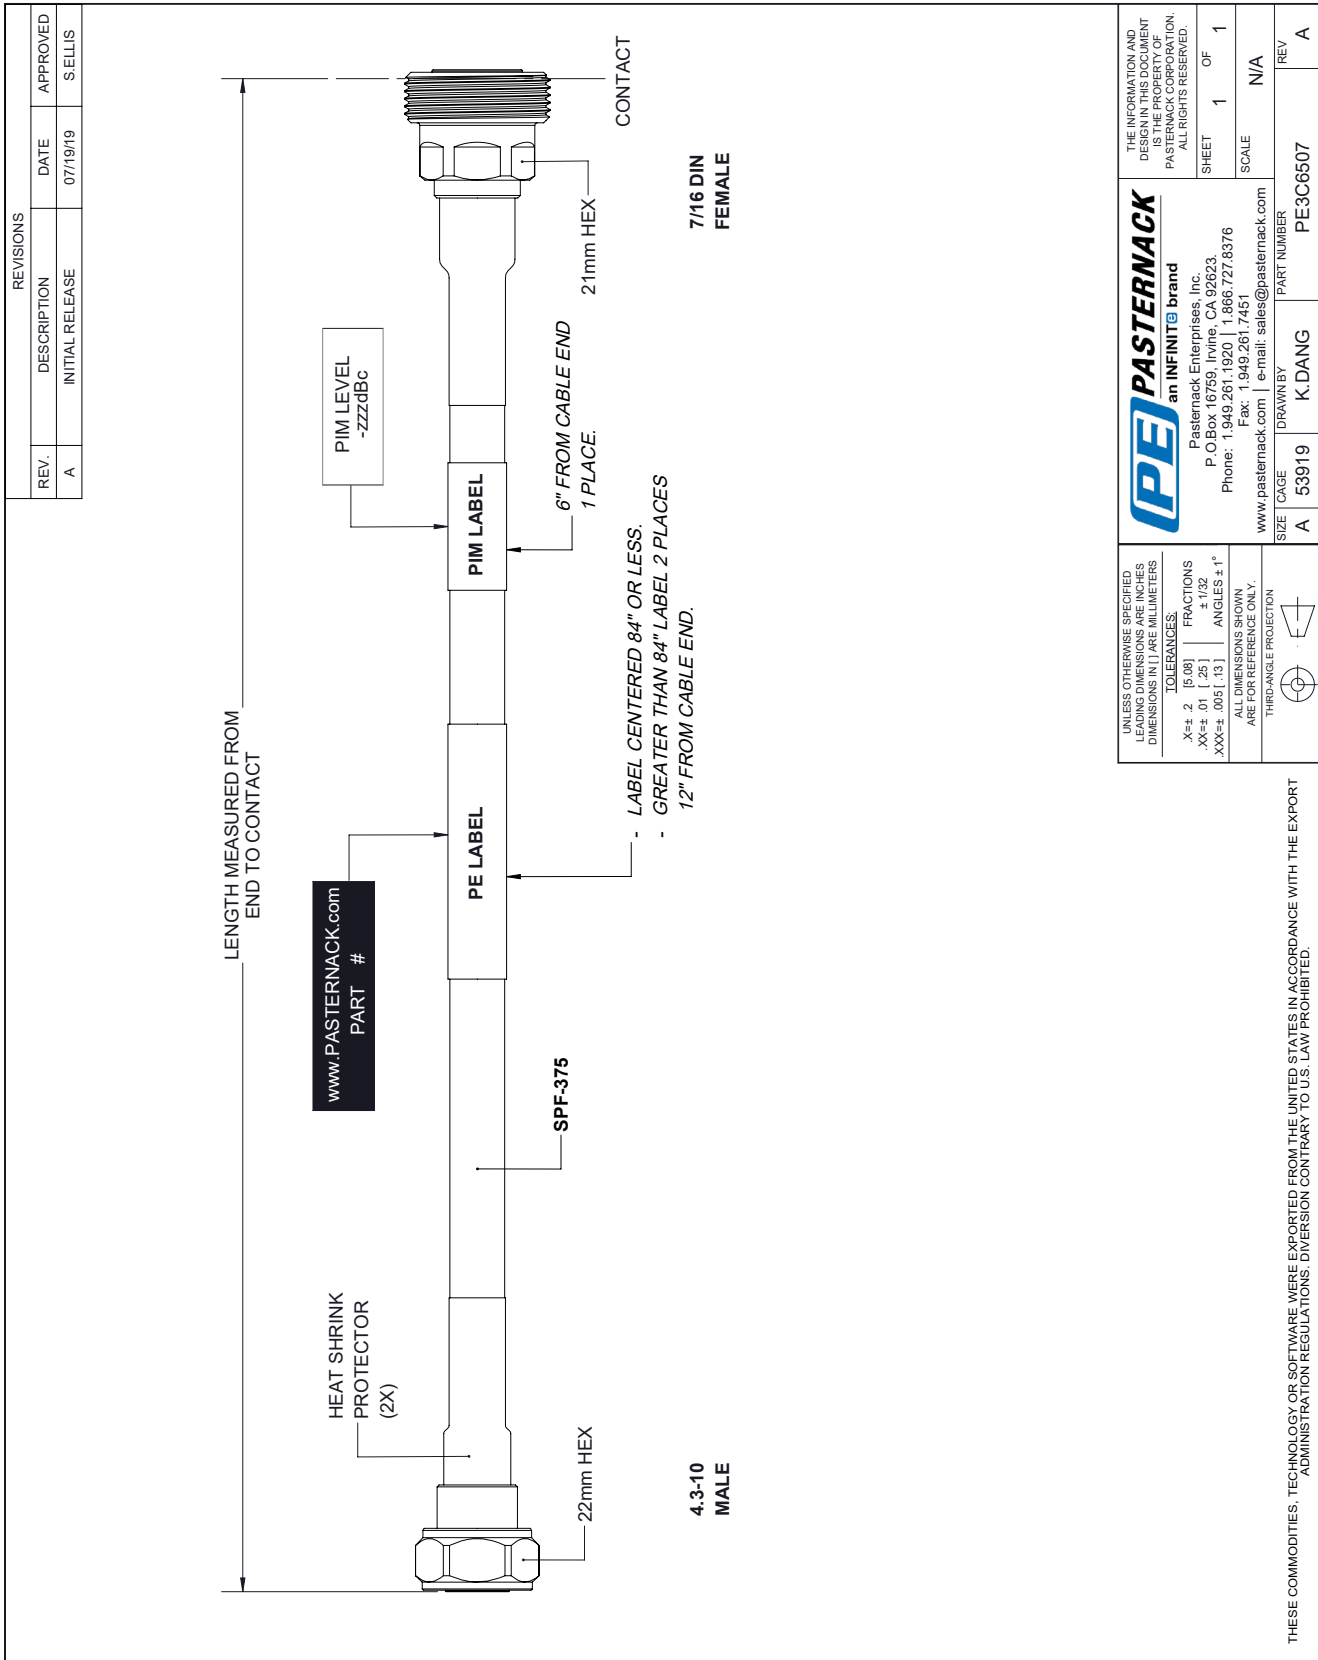 REVISIONS
REV. DESCRIPTION DATE APPROVED
A INITIAL RELEASE 07/19/19 S.ELLIS
LENGTH MEASURED FROM
END TO CONTACT
CONTACT
HEAT SHRINK
PROTECTOR
(2X)
www.PASTERNACK.com
PART #
PIM LEVEL
-zzzdBc
PE LABEL
PIM LABEL
22mm HEX
SPF-375
- LABEL CENTERED 84" OR LESS.
- GREATER THAN 84" LABEL 2 PLACES
12" FROM CABLE END.
6" FROM CABLE END
1 PLACE.
21mm HEX
4.3-10
MALE
7/16 DIN
FEMALE
UNLESS OTHERWISE SPECIFIED
LEADING DIMENSIONS ARE INCHES
DIMENSIONS IN [ ] ARE MILLIMETERS
TOLERANCES:
.X=± .2 [5.08] FRACTIONS
.XX=± .01 [ .25 ] ± 1/32
.XXX=± .005 [ .13 ] ANGLES ± 1°
ALL DIMENSIONS SHOWN
ARE FOR REFERENCE ONLY.
THIRD-ANGLE PROJECTION
PE PASTERNACK
an INFINITe brand
Pasternack Enterprises, Inc.
P.O.Box 16759, Irvine, CA 92623.
Phone: 1.949.261.1920 | 1.866.727.8376
Fax: 1.949.261.7451
www.pasternack.com | e-mail: sales@pasternack.com
THE INFORMATION AND
DESIGN IN THIS DOCUMENT
IS THE PROPERTY OF
PASTERNACK CORPORATION.
ALL RIGHTS RESERVED.
SHEET 1 OF 1
SCALE N/A
SIZE A
CAGE 53919
DRAWN BY K.DANG
PART NUMBER PE3C6507
REV A
THESE COMMODITIES, TECHNOLOGY OR SOFTWARE WERE EXPORTED FROM THE UNITED STATES IN ACCORDANCE WITH THE EXPORT
ADMINISTRATION REGULATIONS. DIVERSION CONTRARY TO U.S. LAW PROHIBITED.